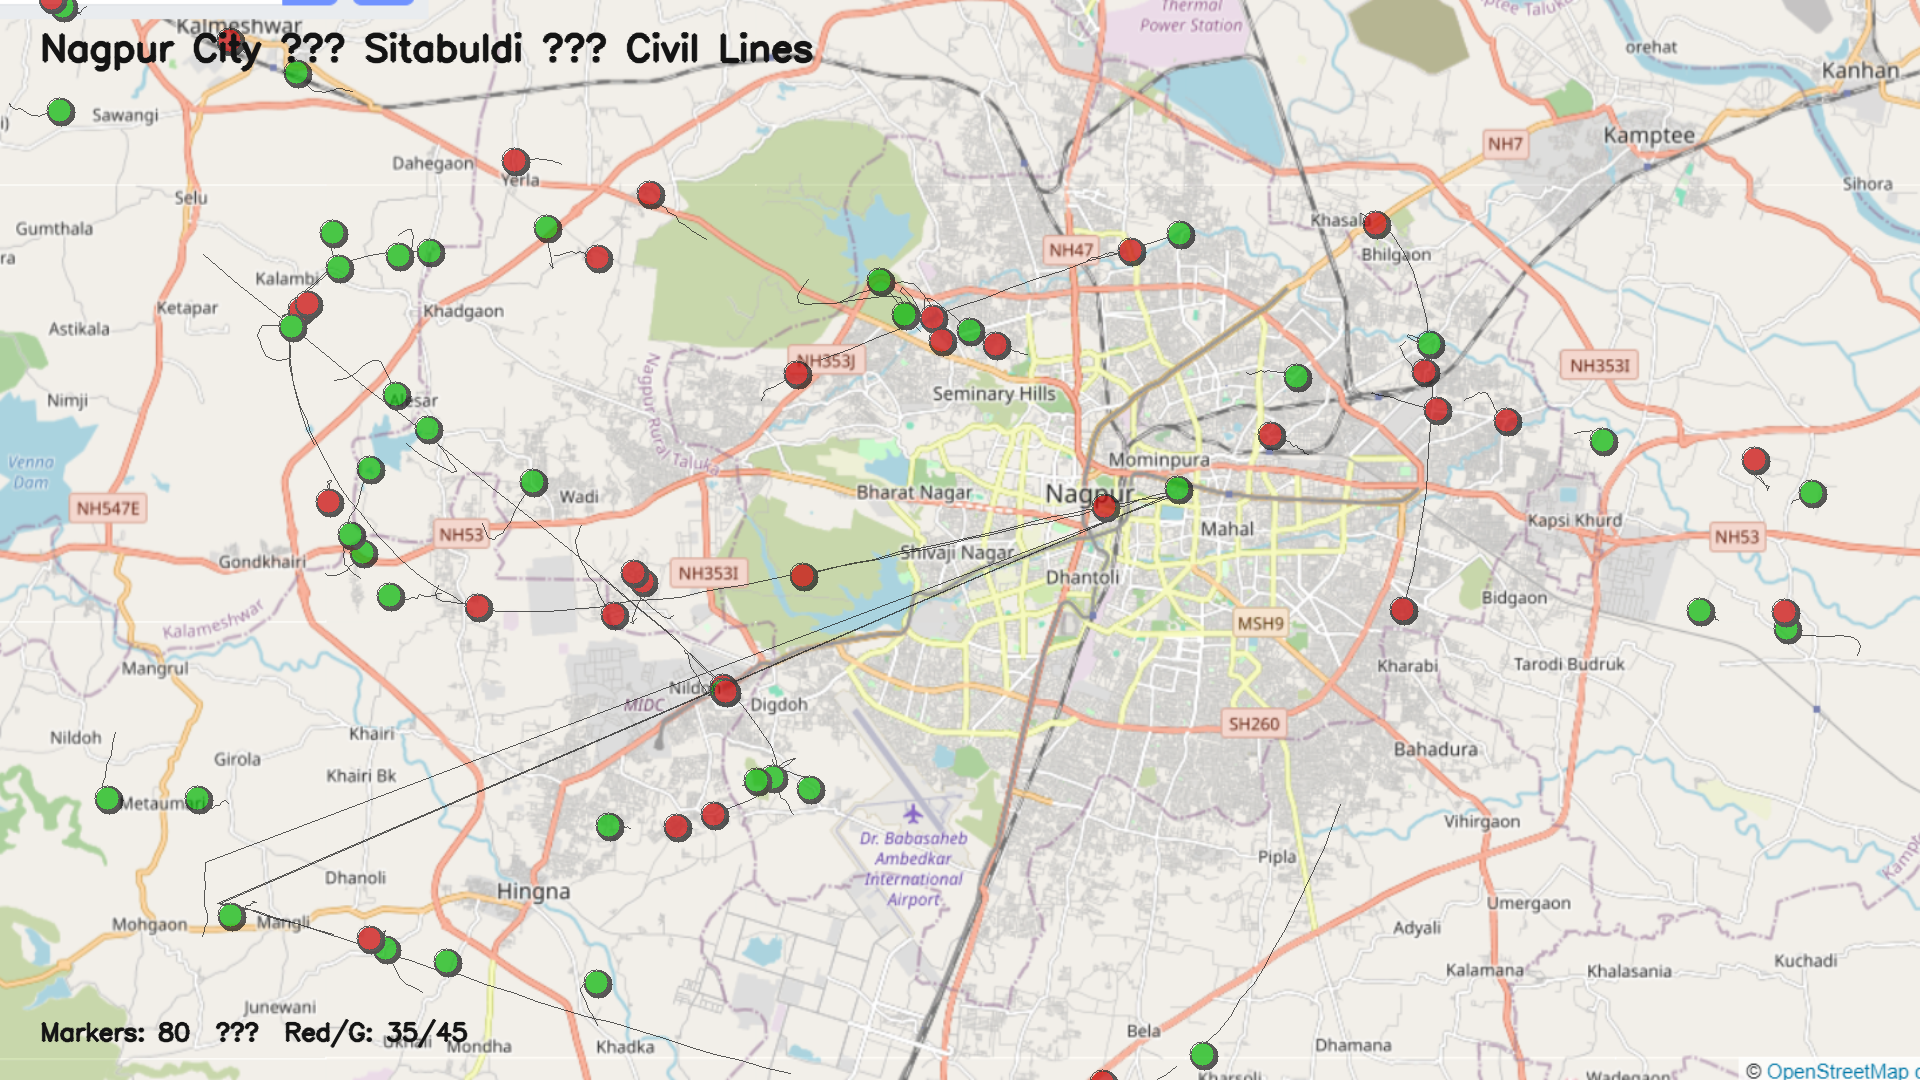 Thermal
Power Station
Kalmeshwar
Nagpur City ??? Sitabuldi ??? Civil Lines
orehat
Kanhan
Sawangi
NH7
Kamptee
Dahegaon
Yerla
Selu
Sihora
Gumthala
Khasala
NH47
Bhilgaon
ra
Kalambi
Ketapar
Khadgaon
Astikala
NH353J
NH353I
Seminary Hills
Nimji
Nagpur Rural Taluka
Mominpura
Venna
Dam
Wadi
Bharat Nagar
Nagpur
NH547E
Kapsi Khurd
NH53
Mahal
NH53
Gondkhairi
Shivaji Nagar
NH353I
Dhantoli
Bidgaon
Kalameshwar
MSH9
Mangrul
Kharabi
Tarodi Budruk
MIDC
Digdoh
SH260
Nildoh
Khairi
Bahadura
Girola
Khairi Bk
Metaumari
Vihirgaon
Dr. Babasaheb
Ambedkar
International
Airport
Pipla
Dhanoli
Hingna
Umergaon
Mohgaon
Mangli
Adyali
Kuchadi
Kalamana
Khalasania
Junewani
Markers: 80 ??? Red/G: 35/45
Mondha
Khadka
Bela
Dhamana
Kharsoli
Wadegaon
© OpenStreetMap